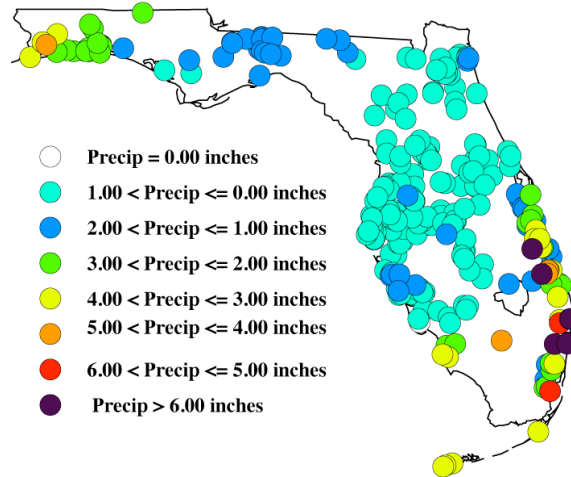 Precip = 0.00 inches
1.00 < Precip <= 0.00 inches
2.00 < Precip <= 1.00 inches
3.00 < Precip <= 2.00 inches
4.00 < Precip <= 3.00 inches
5.00 < Precip <= 4.00 inches
6.00 < Precip <= 5.00 inches
Precip > 6.00 inches